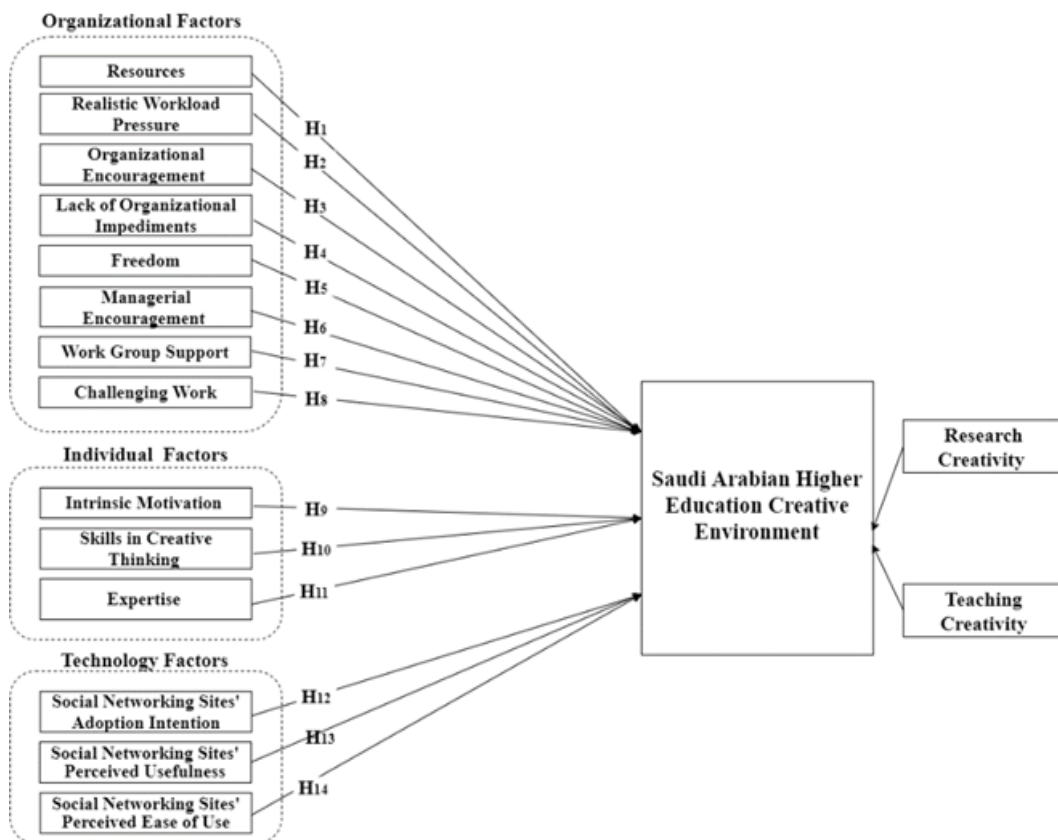 Organizational Factors
Resources
Realistic Workload
Pressure
Organizational
Encouragement
Lack of Organizational
Impediments
Freedom
Managerial
Encouragement
Work Group Support
Challenging Work
H1
H2
H3
H4
H5
H6
H7
H8
Individual Factors
Intrinsic Motivation
Skills in Creative
Thinking
Expertise
H9
H10
H11
Technology Factors
Social Networking Sites'
Adoption Intention
Social Networking Sites'
Perceived Usefulness
Social Networking Sites'
Perceived Ease of Use
H12
H13
H14
Saudi Arabian Higher
Education Creative
Environment
Research
Creativity
Teaching
Creativity